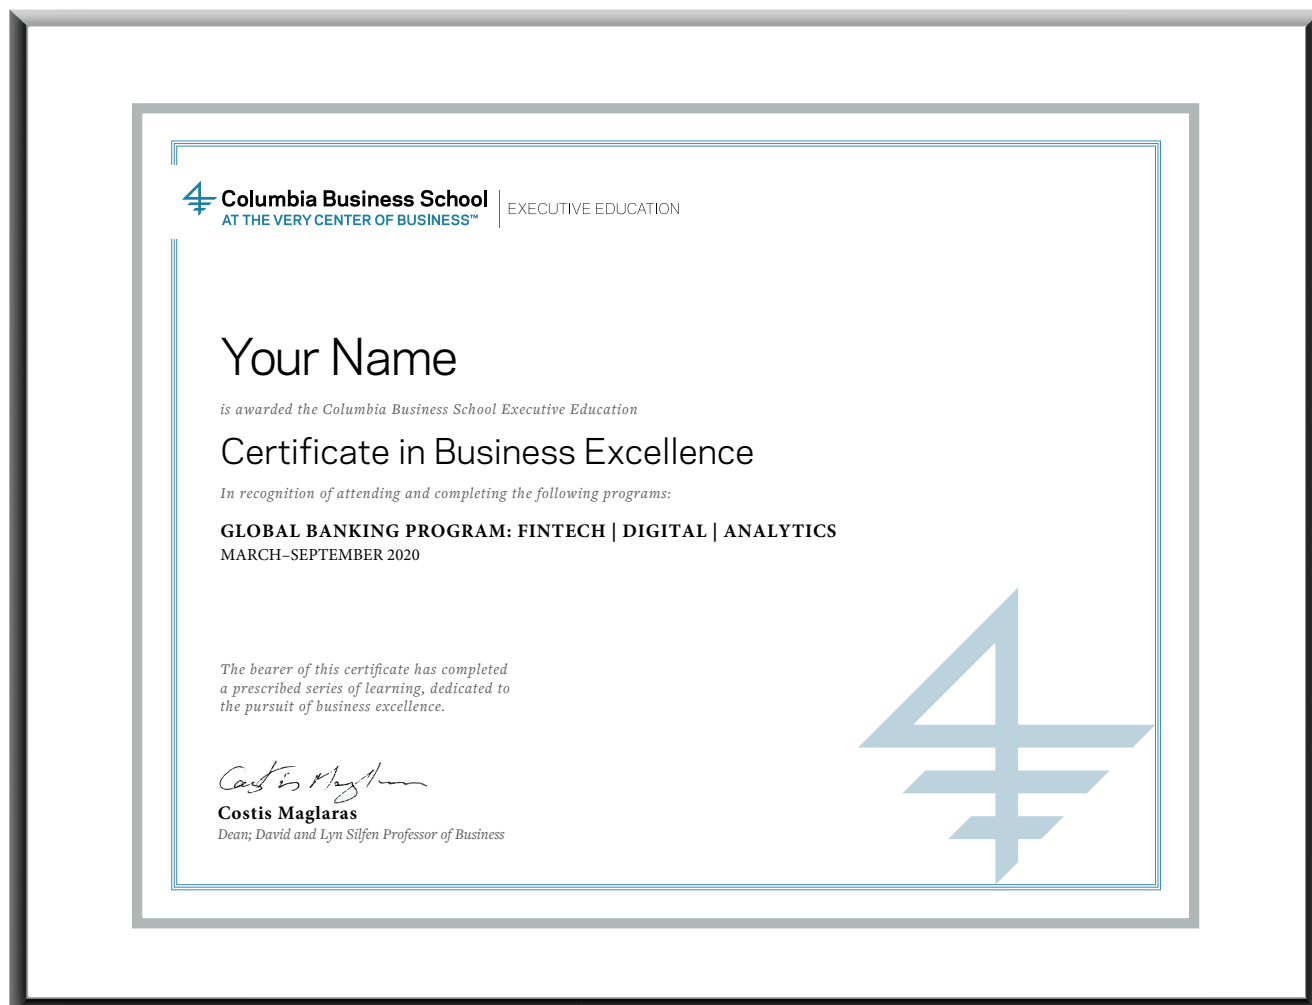 Columbia Business School
AT THE VERY CENTER OF BUSINESS™
EXECUTIVE EDUCATION
Your Name
is awarded the Columbia Business School Executive Education
Certificate in Business Excellence
In recognition of attending and completing the following programs:
GLOBAL BANKING PROGRAM: FINTECH | DIGITAL | ANALYTICS
MARCH–SEPTEMBER 2020
The bearer of this certificate has completed
a prescribed series of learning, dedicated to
the pursuit of business excellence.
Costis Maglaras
Costis Maglaras
Dean; David and Lyn Silfen Professor of Business